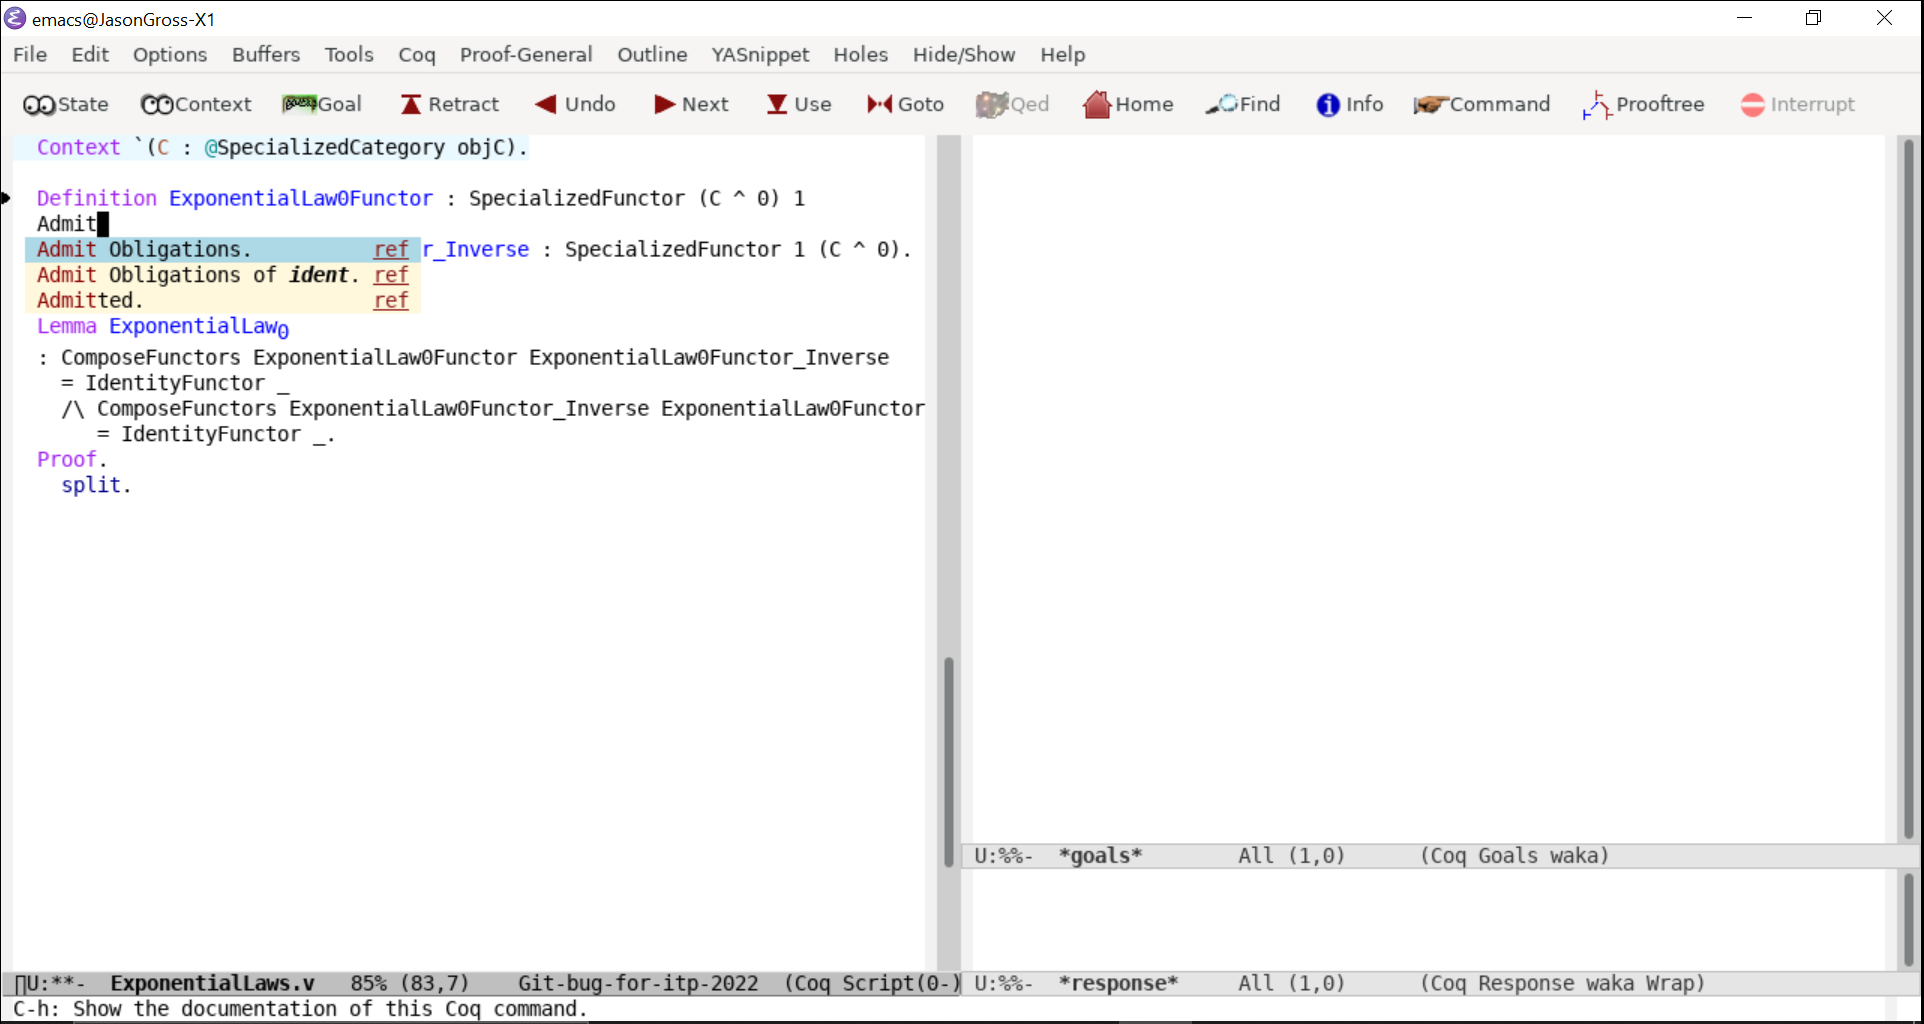 emacs@JasonGross-X1
File Edit Options Buffers Tools Coq Proof-General Outline YASnippet Holes Hide/Show Help
State Context Goal Retract Undo Next Use Goto Qed Home Find Info Command Prooftree Interrupt
Context `(C : @SpecializedCategory objC).
Definition ExponentialLaw0Functor : SpecializedFunctor (C ^ 0) 1
Admit
Admit Obligations. ref r_Inverse : SpecializedFunctor 1 (C ^ 0).
Admit Obligations of ident. ref
Admitted. ref
Lemma ExponentialLaw0
: ComposeFunctors ExponentialLaw0Functor ExponentialLaw0Functor_Inverse
= IdentityFunctor _
/\ ComposeFunctors ExponentialLaw0Functor_Inverse ExponentialLaw0Functor
= IdentityFunctor _.
Proof.
split.
U:%%- *goals* All (1,0) (Coq Goals waka)
U:**- ExponentialLaws.v 85% (83,7) Git-bug-for-itp-2022 (Coq Script(0-)
U:%%- *response* All (1,0) (Coq Response waka Wrap)
C-h: Show the documentation of this Coq command.